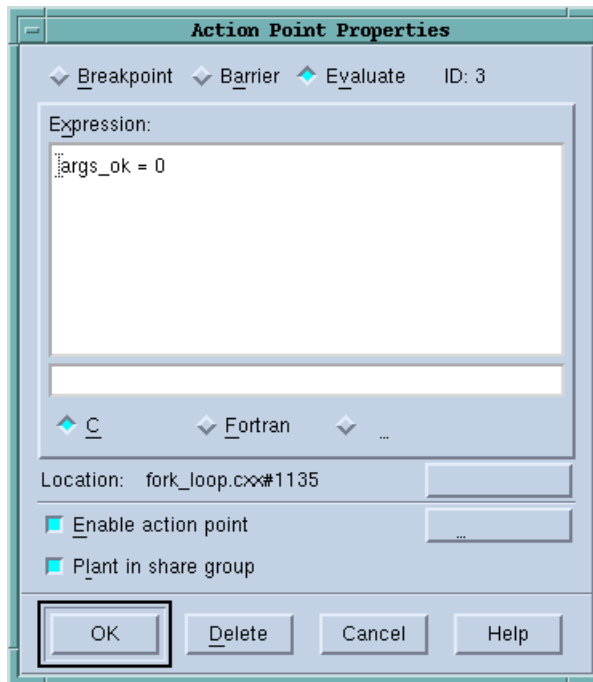 Action Point Properties
Breakpoint Barrier Evaluate ID: 3
Expression:
args_ok = 0
C Fortran ...
Location: fork_loop.cxx#1135
Enable action point ...
Plant in share group
OK Delete Cancel Help